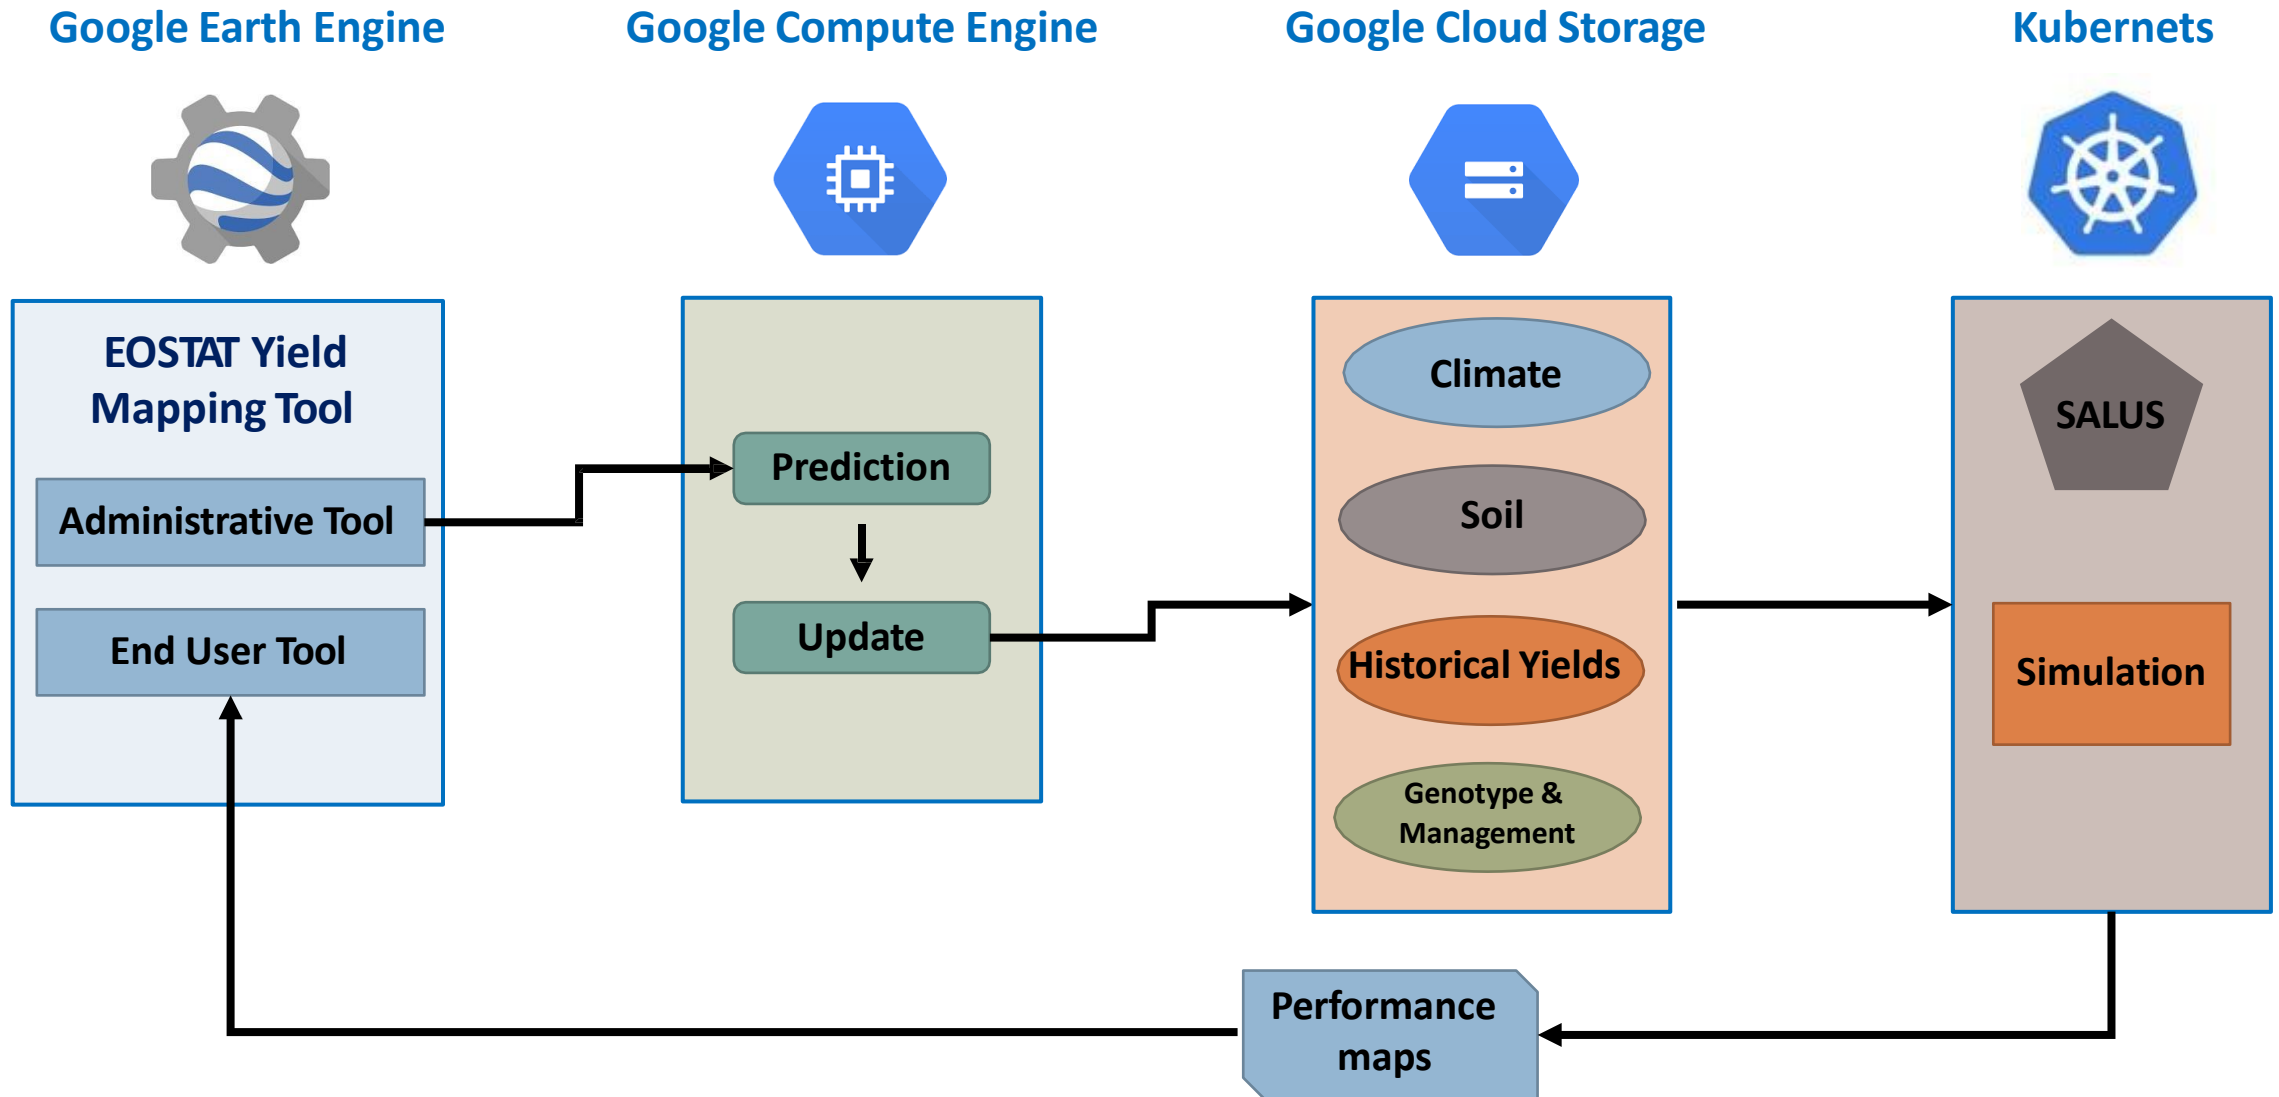 Google Earth Engine
Google Compute Engine
Google Cloud Storage
Kubernets
EOSTAT Yield
Mapping Tool
Administrative Tool
End User Tool
Prediction
Update
Climate
Soil
Historical Yields
Genotype &
Management
SALUS
Simulation
Performance
maps